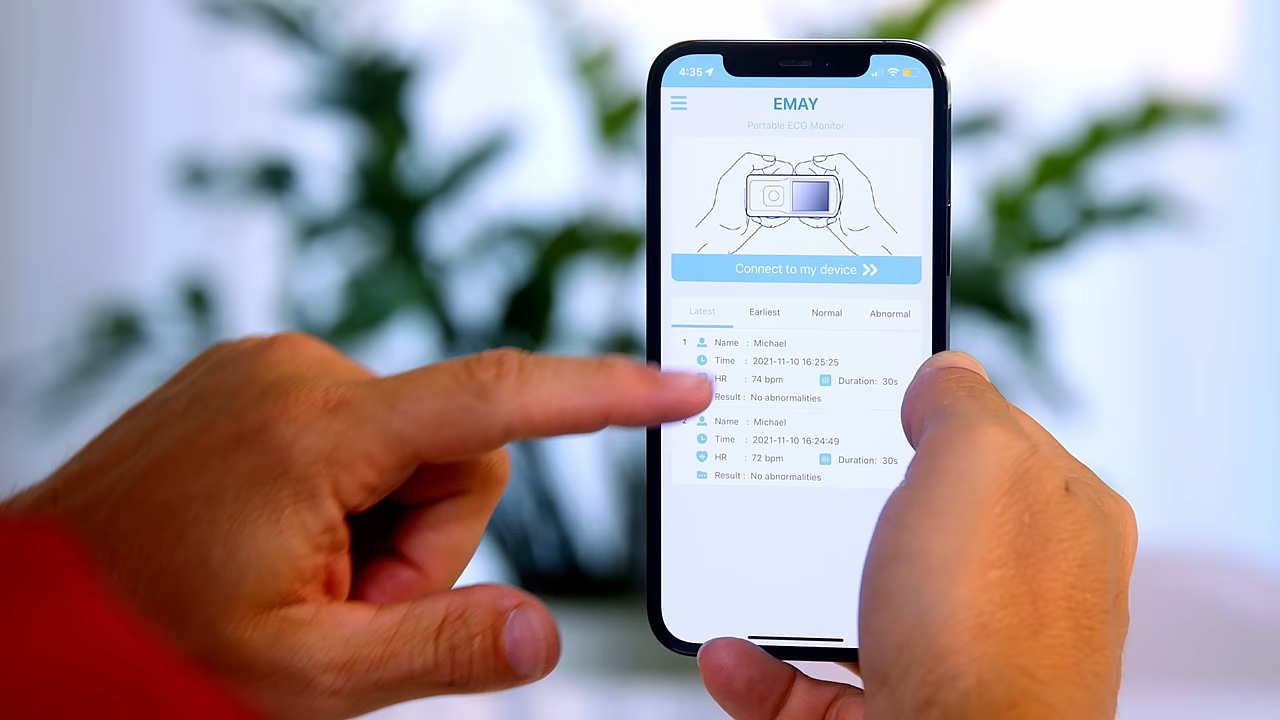 4:35
EMAY
Portable ECG Monitor
Connect to my device
Latest Earliest Normal Abnormal
1 Name : Michael
Time : 2021-11-10 16:25:25
HR : 74 bpm Duration: 30s
Result : No abnormalities
2 Name : Michael
Time : 2021-11-10 16:24:49
HR : 72 bpm Duration: 30s
Result : No abnormalities